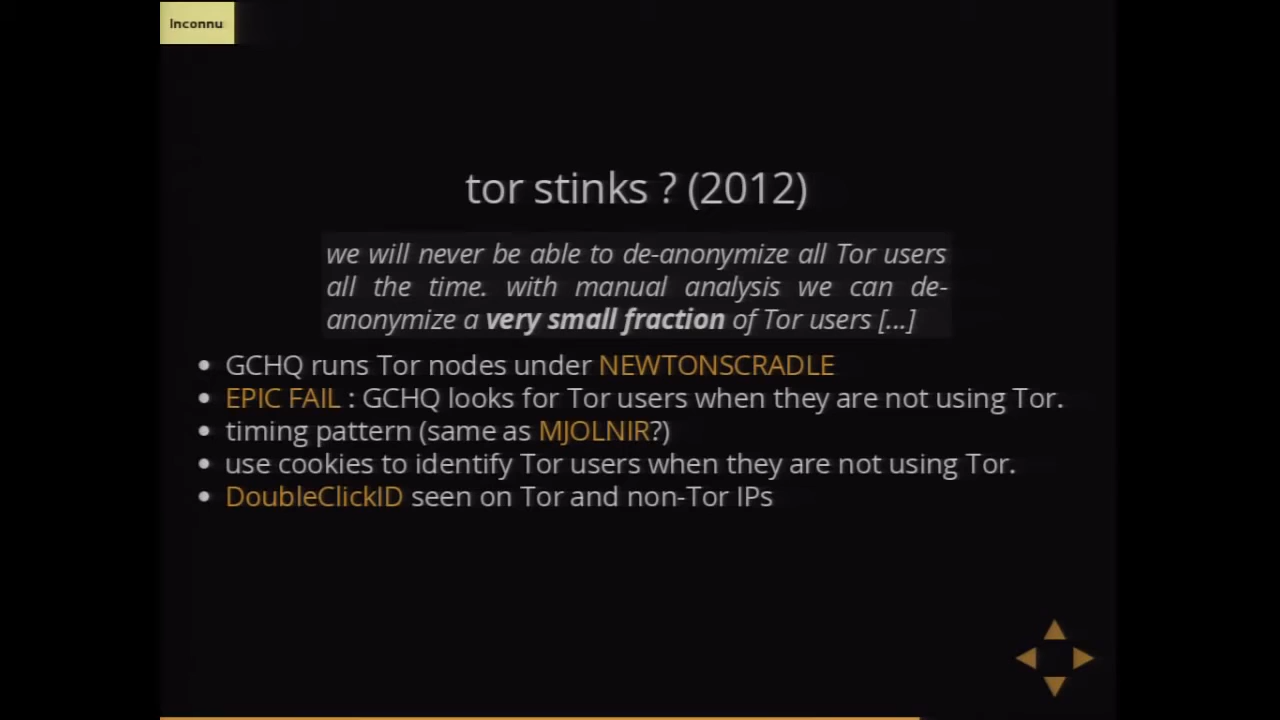 Inconnu
tor stinks ? (2012)
we will never be able to de-anonymize all Tor users
all the time. with manual analysis we can de-
anonymize a very small fraction of Tor users [...]
GCHQ runs Tor nodes under NEWTONSCRADLE
EPIC FAIL : GCHQ looks for Tor users when they are not using Tor.
timing pattern (same as MJOLNIR?)
use cookies to identify Tor users when they are not using Tor.
DoubleClickID seen on Tor and non-Tor IPs